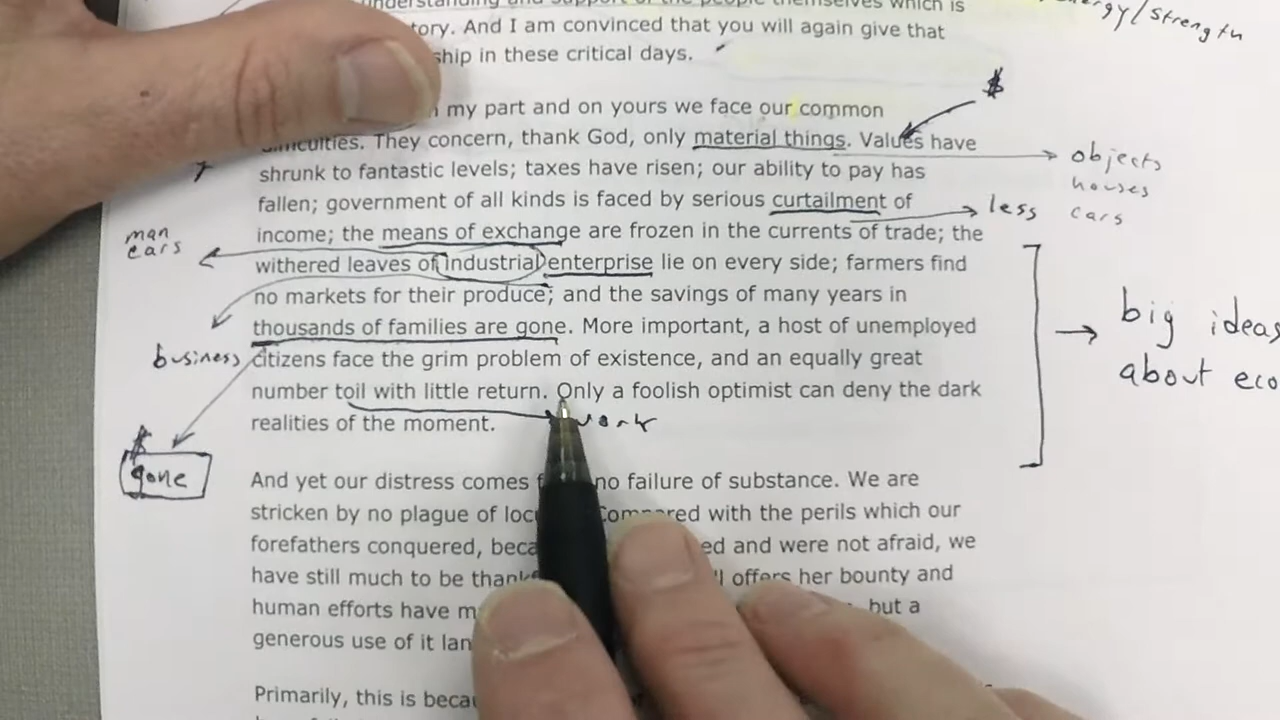 understanding and support of the people themselves which is
energy/strength
tory. And I am convinced that you will again give that
ship in these critical days.
$
my part and on yours we face our common
difficulties. They concern, thank God, only material things. Values have
objects
houses
cars
shrunk to fantastic levels; taxes have risen; our ability to pay has
fallen; government of all kinds is faced by serious curtailment of
less
income; the means of exchange are frozen in the currents of trade; the
man
ears
withered leaves of industrial enterprise lie on every side; farmers find
no markets for their produce; and the savings of many years in
big ideas
about eco
thousands of families are gone. More important, a host of unemployed
business
citizens face the grim problem of existence, and an equally great
number toil with little return. Only a foolish optimist can deny the dark
work
realities of the moment.
$
gone
And yet our distress comes no failure of substance. We are
stricken by no plague of loc Compared with the perils which our
forefathers conquered, beca ed and were not afraid, we
have still much to be thank offers her bounty and
human efforts have m but a
generous use of it lan
Primarily, this is beca